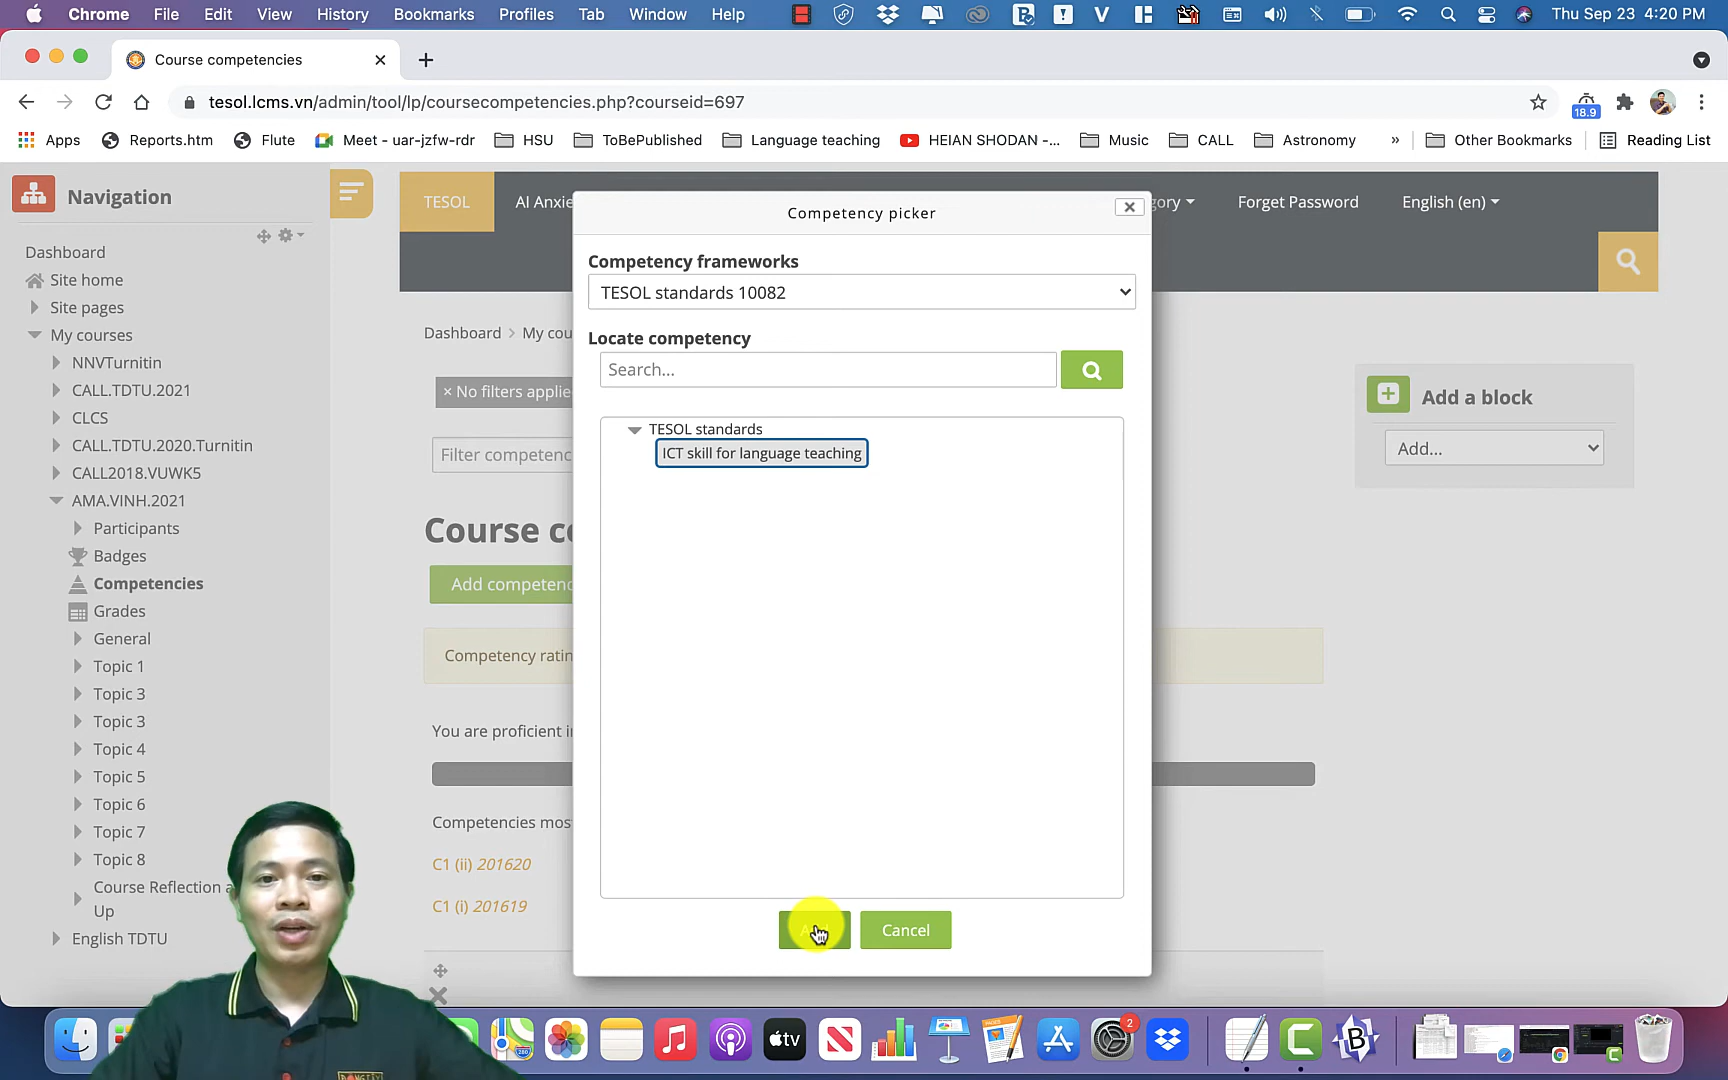 Chrome File Edit View History Bookmarks Profiles Tab Window Help Thu Sep 23 4:20 PM
Course competencies
tesol.lcms.vn/admin/tool/lp/coursecompetencies.php?courseid=697
18.9
Apps Reports.htm Flute Meet - uar-jzfw-rdr HSU ToBePublished Language teaching HEIAN SHODAN -... Music CALL Astronomy » Other Bookmarks Reading List
Navigation
Dashboard
Site home
Site pages
My courses
NNVTurnitin
CALL.TDTU.2021
CLCS
CALL.TDTU.2020.Turnitin
CALL2018.VUWK5
AMA.VINH.2021
Participants
Badges
Competencies
Grades
General
Topic 1
Topic 3
Topic 3
Topic 4
Topic 5
Topic 6
Topic 7
Topic 8
Course Reflection a
Up
English TDTU
TESOL AI Anxie gory Forget Password English (en)
Dashboard > My cou
× No filters applie
Filter competenc
Course co
Add competenc
Competency ratin
You are proficient i
Competencies mos
C1 (ii) 201620
C1 (i) 201619
Competency picker
Competency frameworks
TESOL standards 10082
Locate competency
Search...
TESOL standards
ICT skill for language teaching
Cancel
Add a block
Add...
280
tv
2